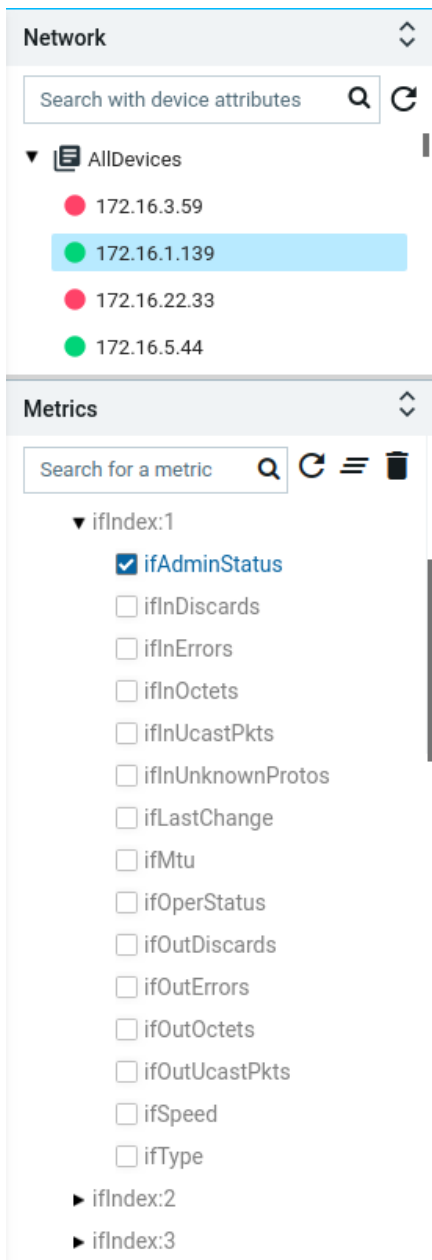 Network
Search with device attributes
AllDevices
172.16.3.59
172.16.1.139
172.16.22.33
172.16.5.44
Metrics
Search for a metric
ifIndex:1
ifAdminStatus
ifInDiscards
ifInErrors
ifInOctets
ifInUcastPkts
ifInUnknownProtos
ifLastChange
ifMtu
ifOperStatus
ifOutDiscards
ifOutErrors
ifOutOctets
ifOutUcastPkts
ifSpeed
ifType
ifIndex:2
ifIndex:3